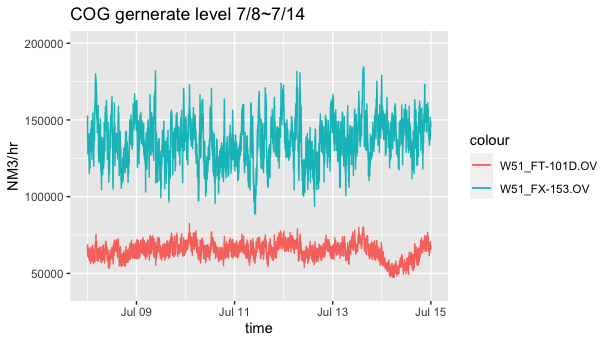 COG gernerate level 7/8~7/14
200000
150000
100000
50000
NM3/hr
Jul 09
Jul 11
Jul 13
Jul 15
time
colour
W51_FT-101D.OV
W51_FX-153.OV